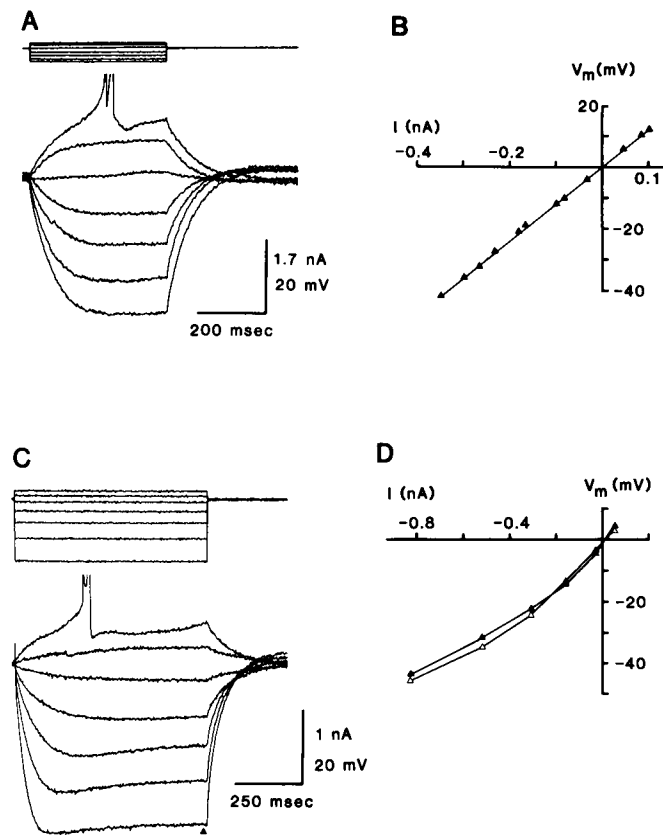 A
B
Vm (mV)
I (nA)
20
-0.4
-0.2
0.1
-20
-40
1.7 nA
20 mV
200 msec
C
D
I (nA)
Vm (mV)
-0.8
-0.4
-20
-40
1 nA
20 mV
250 msec